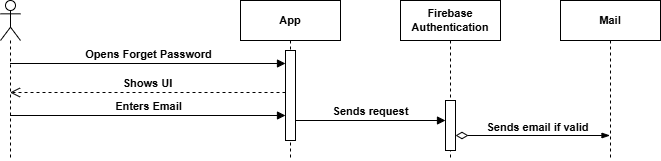 App
Firebase
Authentication
Mail
Opens Forget Password
Shows UI
Enters Email
Sends request
Sends email if valid